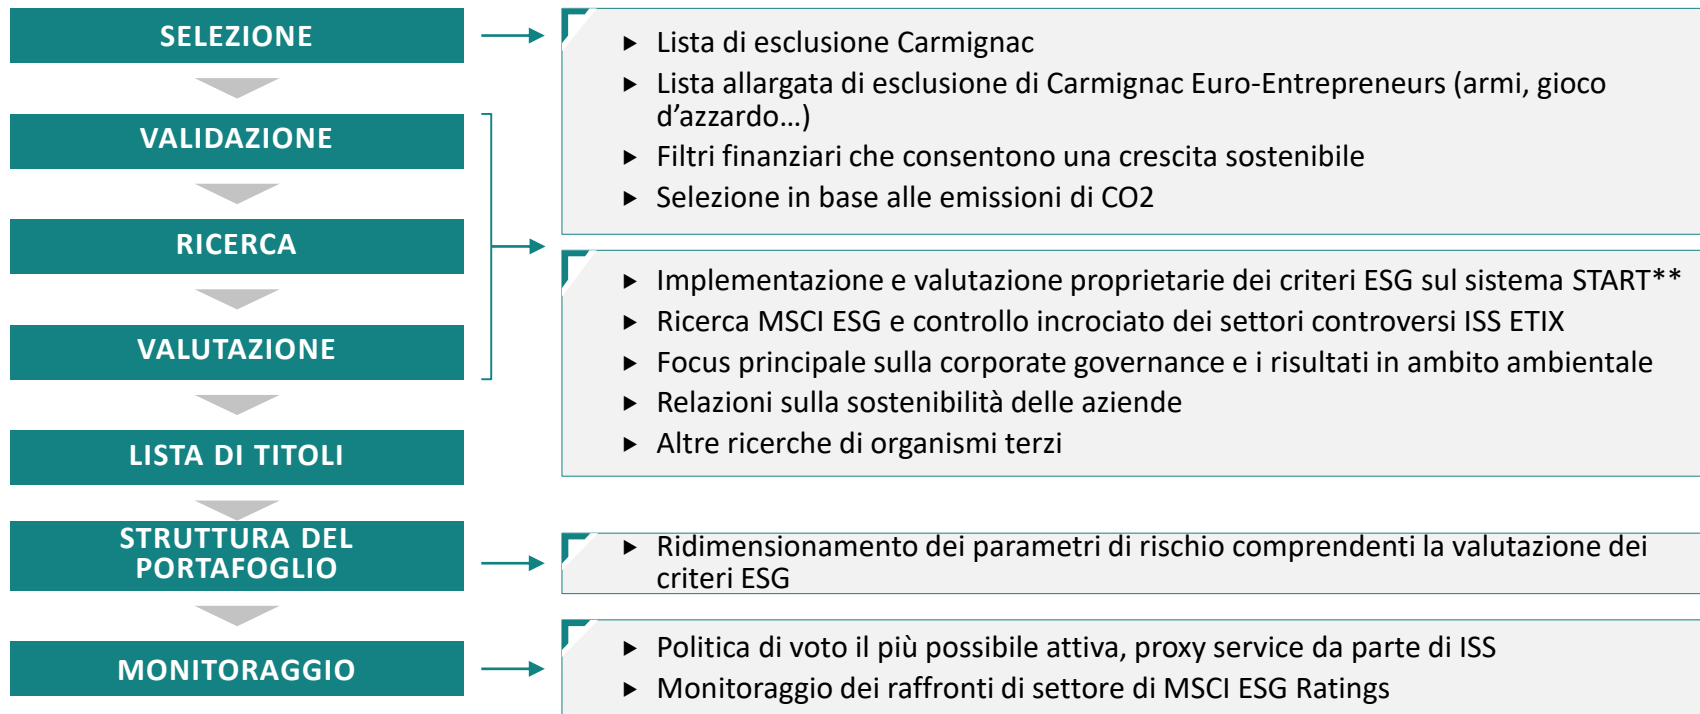 SELEZIONE
▶ Lista di esclusione Carmignac
▶ Lista allargata di esclusione di Carmignac Euro-Entrepreneurs (armi, gioco
d’azzardo…)
▶ Filtri finanziari che consentono una crescita sostenibile
▶ Selezione in base alle emissioni di CO2
VALIDAZIONE
RICERCA
VALUTAZIONE
▶ Implementazione e valutazione proprietarie dei criteri ESG sul sistema START**
▶ Ricerca MSCI ESG e controllo incrociato dei settori controversi ISS ETIX
▶ Focus principale sulla corporate governance e i risultati in ambito ambientale
▶ Relazioni sulla sostenibilità delle aziende
▶ Altre ricerche di organismi terzi
LISTA DI TITOLI
STRUTTURA DEL
PORTAFOGLIO
▶ Ridimensionamento dei parametri di rischio comprendenti la valutazione dei
criteri ESG
MONITORAGGIO
▶ Politica di voto il più possibile attiva, proxy service da parte di ISS
▶ Monitoraggio dei raffronti di settore di MSCI ESG Ratings